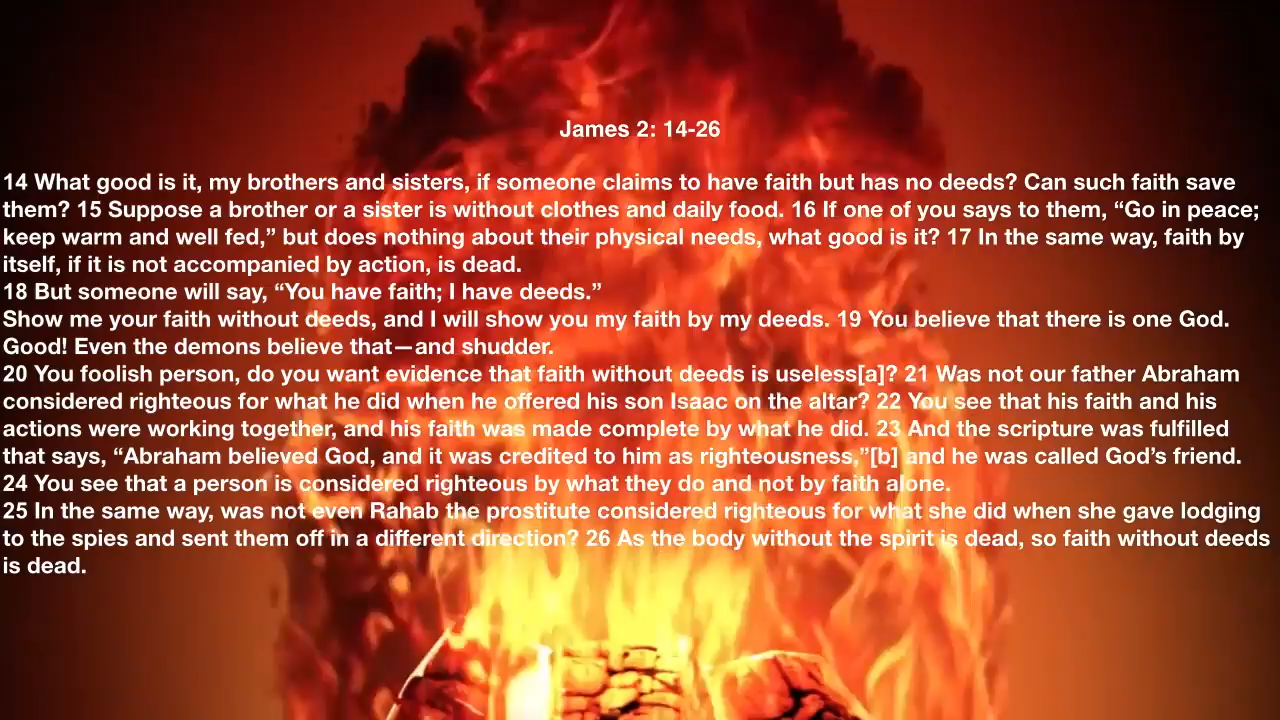 James 2: 14-26
14 What good is it, my brothers and sisters, if someone claims to have faith but has no deeds? Can such faith save
them? 15 Suppose a brother or a sister is without clothes and daily food. 16 If one of you says to them, “Go in peace;
keep warm and well fed,” but does nothing about their physical needs, what good is it? 17 In the same way, faith by
itself, if it is not accompanied by action, is dead.
18 But someone will say, “You have faith; I have deeds.”
Show me your faith without deeds, and I will show you my faith by my deeds. 19 You believe that there is one God.
Good! Even the demons believe that—and shudder.
20 You foolish person, do you want evidence that faith without deeds is useless[a]? 21 Was not our father Abraham
considered righteous for what he did when he offered his son Isaac on the altar? 22 You see that his faith and his
actions were working together, and his faith was made complete by what he did. 23 And the scripture was fulfilled
that says, “Abraham believed God, and it was credited to him as righteousness,”[b] and he was called God’s friend.
24 You see that a person is considered righteous by what they do and not by faith alone.
25 In the same way, was not even Rahab the prostitute considered righteous for what she did when she gave lodging
to the spies and sent them off in a different direction? 26 As the body without the spirit is dead, so faith without deeds
is dead.